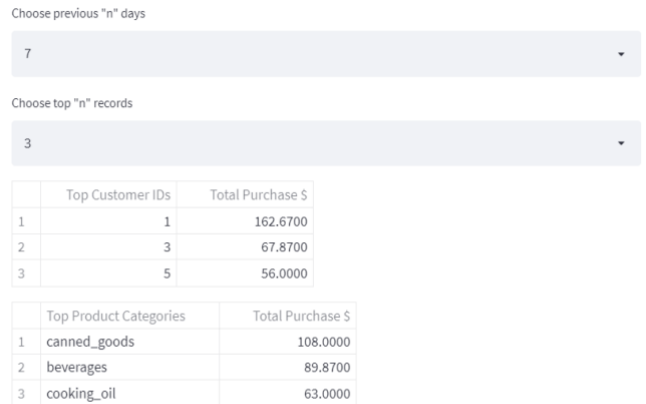 Choose previous "n" days
7
Choose top "n" records
3
Top Customer IDs Total Purchase $
1 1 162.6700
2 3 67.8700
3 5 56.0000
Top Product Categories Total Purchase $
1 canned_goods 108.0000
2 beverages 89.8700
3 cooking_oil 63.0000